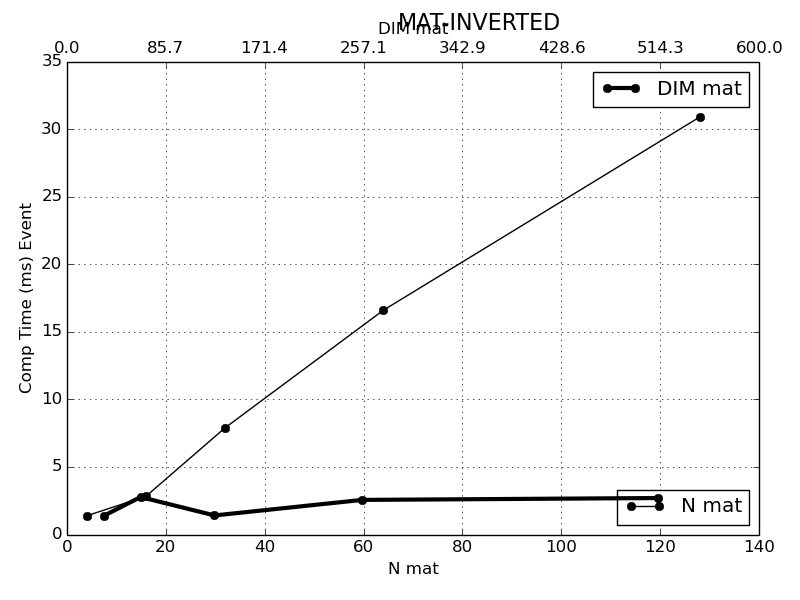 MAT-INVERTED
DIM mat
0.0 85.7 171.4 257.1 342.9 428.6 514.3 600.0
35
DIM mat
30
25
20
15
10
5
0
Comp Time (ms) Event
N mat
0 20 40 60 80 100 120 140
N mat